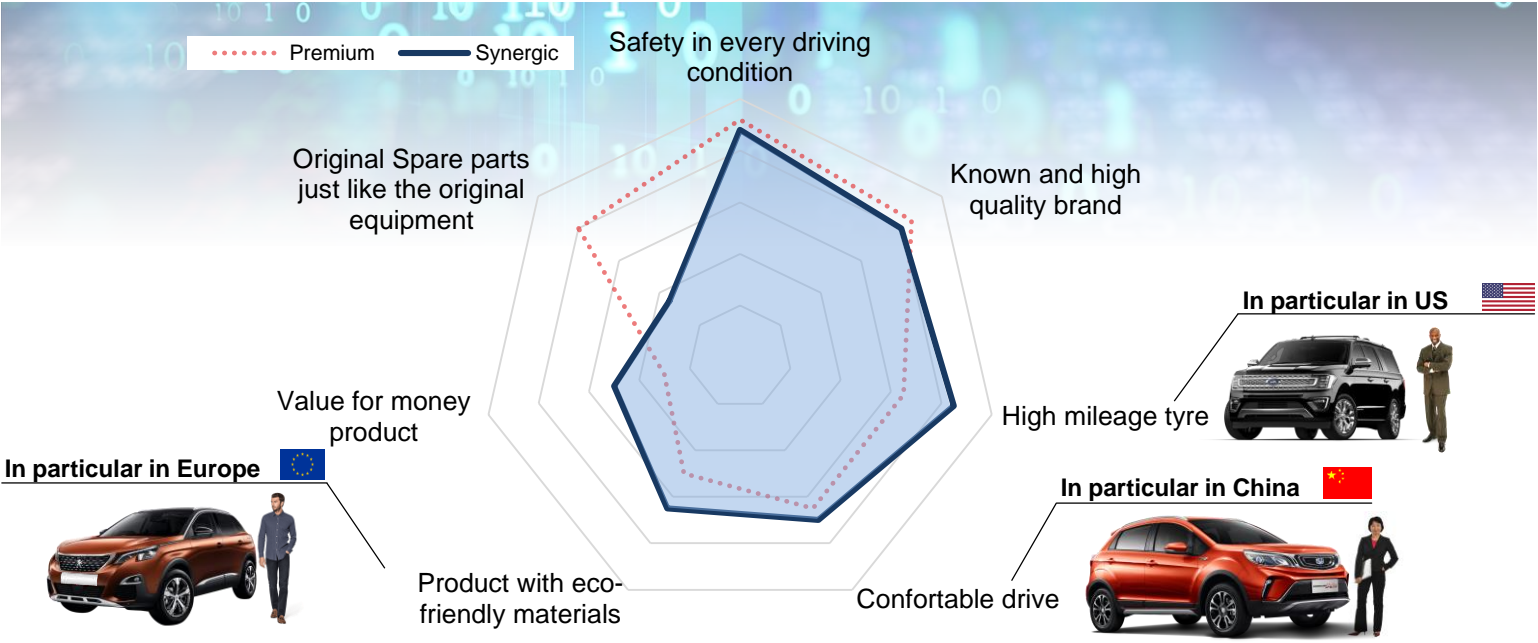 Premium
Synergic
Safety in every driving
condition
Original Spare parts
just like the original
equipment
Known and high
quality brand
In particular in US
High mileage tyre
Value for money
product
In particular in Europe
In particular in China
Product with eco-
friendly materials
Confortable drive